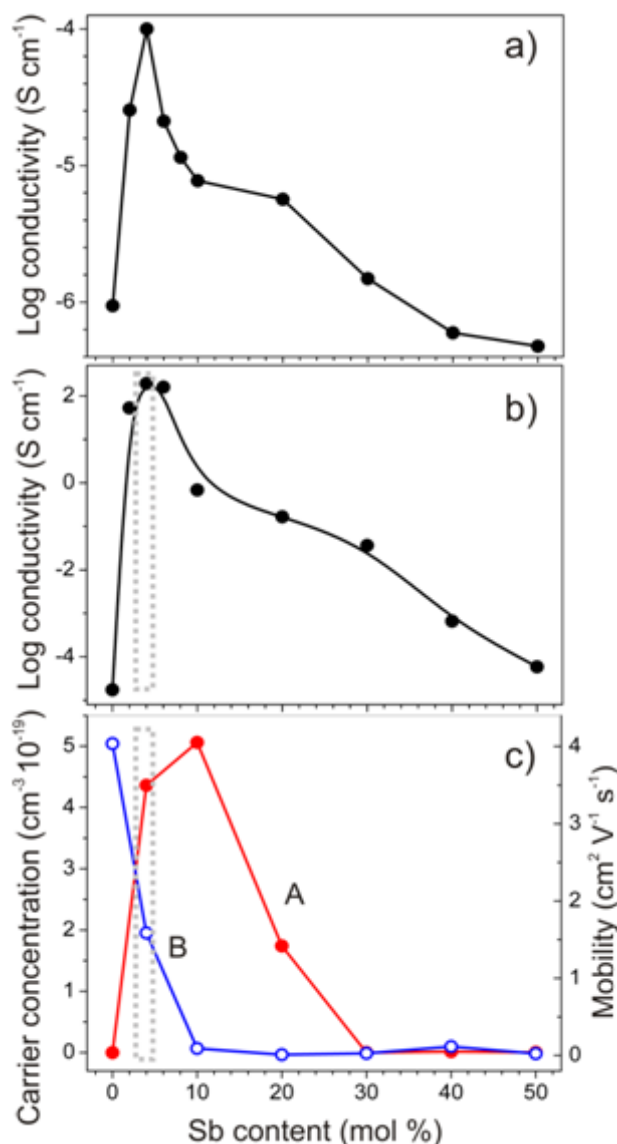 a)
Log conductivity (S cm⁻¹)
-4
-5
-6
b)
Log conductivity (S cm⁻¹)
2
0
-2
-4
c)
Carrier concentration (cm⁻³ 10⁻¹⁹)
5
4
3
2
1
0
A
B
Mobility (cm² V⁻¹ s⁻¹)
4
3
2
1
0
0 10 20 30 40 50
Sb content (mol %)